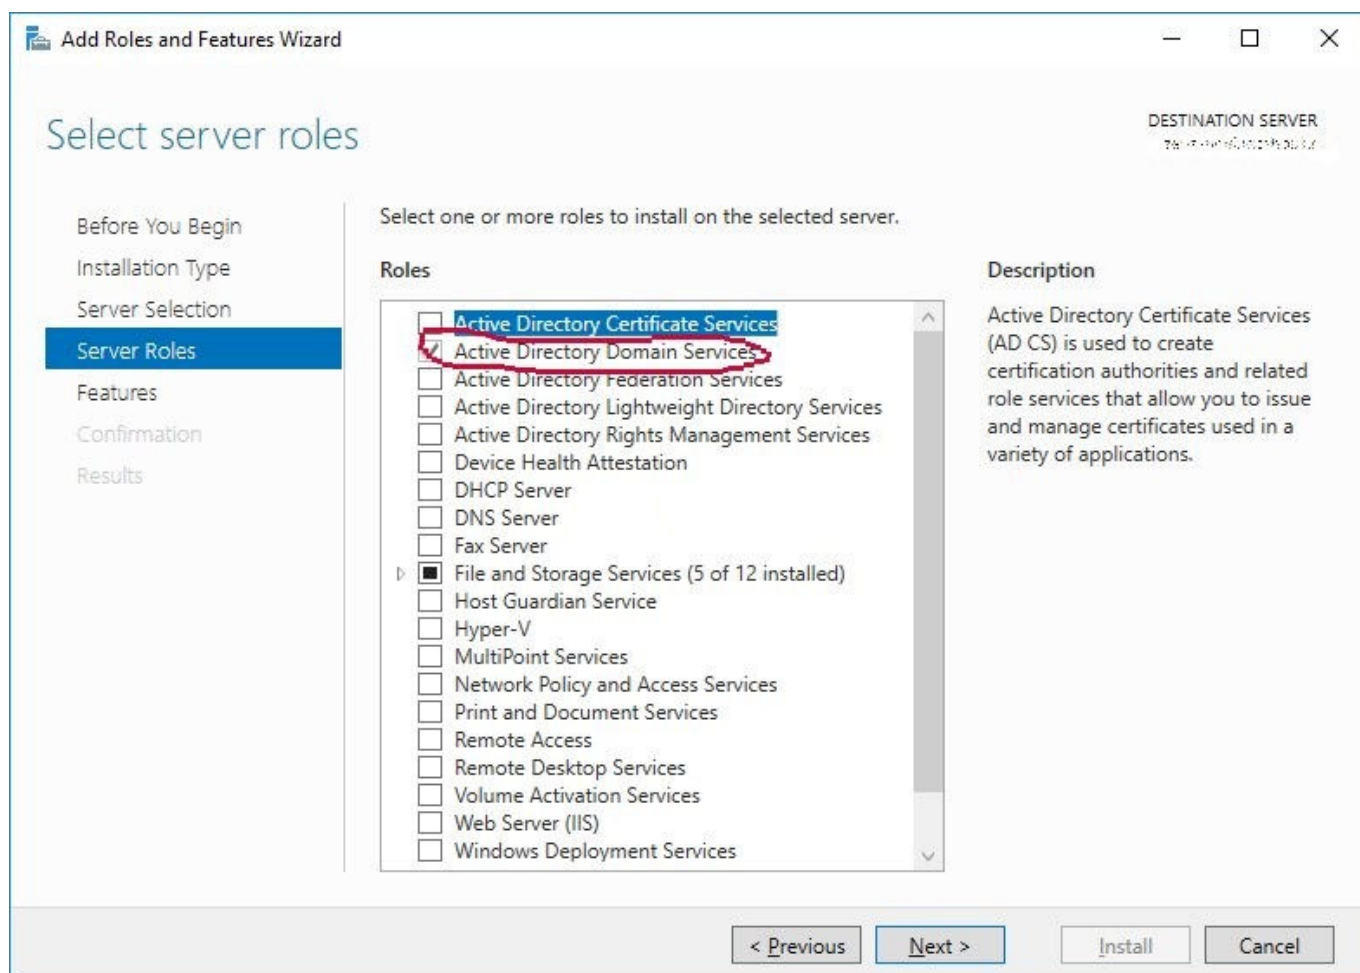 Add Roles and Features Wizard
Select server roles
DESTINATION SERVER
Before You Begin
Installation Type
Server Selection
Server Roles
Features
Confirmation
Results
Select one or more roles to install on the selected server.
Roles
Active Directory Certificate Services
Active Directory Domain Services
Active Directory Federation Services
Active Directory Lightweight Directory Services
Active Directory Rights Management Services
Device Health Attestation
DHCP Server
DNS Server
Fax Server
File and Storage Services (5 of 12 installed)
Host Guardian Service
Hyper-V
MultiPoint Services
Network Policy and Access Services
Print and Document Services
Remote Access
Remote Desktop Services
Volume Activation Services
Web Server (IIS)
Windows Deployment Services
Description
Active Directory Certificate Services
(AD CS) is used to create
certification authorities and related
role services that allow you to issue
and manage certificates used in a
variety of applications.
< Previous
Next >
Install
Cancel